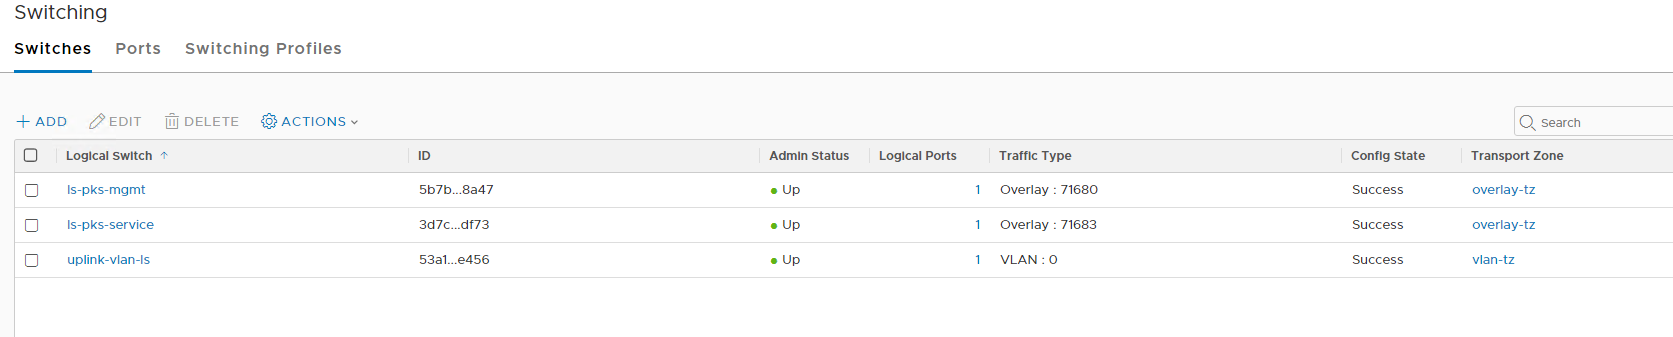 Switching
Switches Ports Switching Profiles
+ ADD EDIT DELETE ACTIONS Search
Logical Switch ↑ ID Admin Status Logical Ports Traffic Type Config State Transport Zone
ls-pks-mgmt 5b7b...8a47 Up 1 Overlay : 71680 Success overlay-tz
ls-pks-service 3d7c...df73 Up 1 Overlay : 71683 Success overlay-tz
uplink-vlan-ls 53a1...e456 Up 1 VLAN : 0 Success vlan-tz